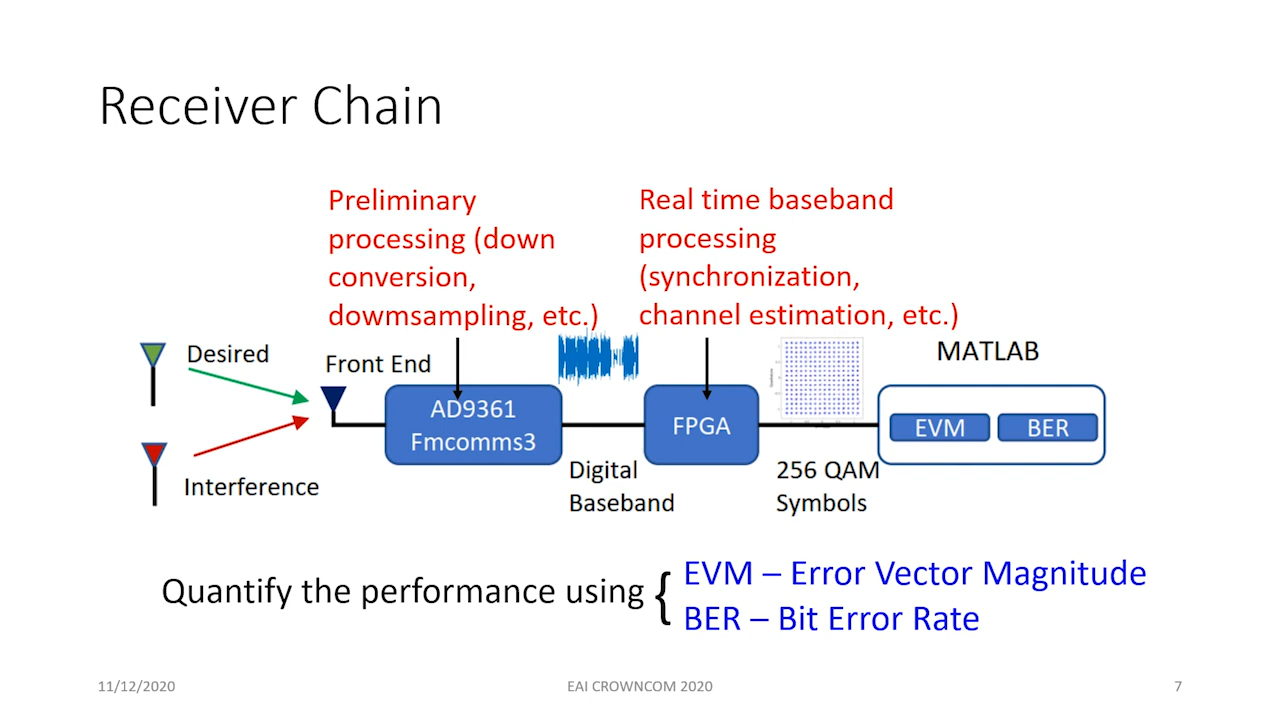 Receiver Chain
Preliminary
processing (down
conversion,
dowmsampling, etc.)
Real time baseband
processing
(synchronization,
channel estimation, etc.)
Desired
Interference
Front End
AD9361
Fmcomms3
Digital
Baseband
FPGA
256 QAM
Symbols
MATLAB
EVM
BER
Quantify the performance using {
EVM – Error Vector Magnitude
BER – Bit Error Rate
11/12/2020
EAI CROWNCOM 2020
7